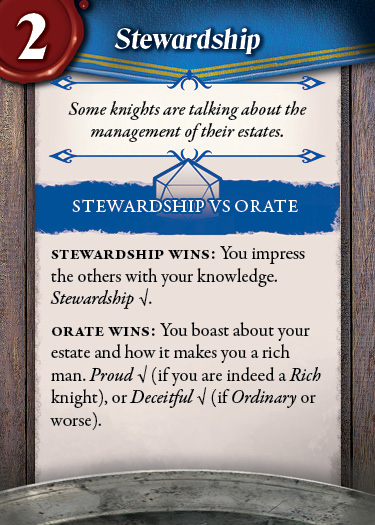 2
Stewardship
Some knights are talking about the
management of their estates.
STEWARDSHIP VS ORATE
STEWARDSHIP WINS: You impress
the others with your knowledge.
Stewardship √.
ORATE WINS: You boast about your
estate and how it makes you a rich
man. Proud √ (if you are indeed a Rich
knight), or Deceitful √ (if Ordinary or
worse).